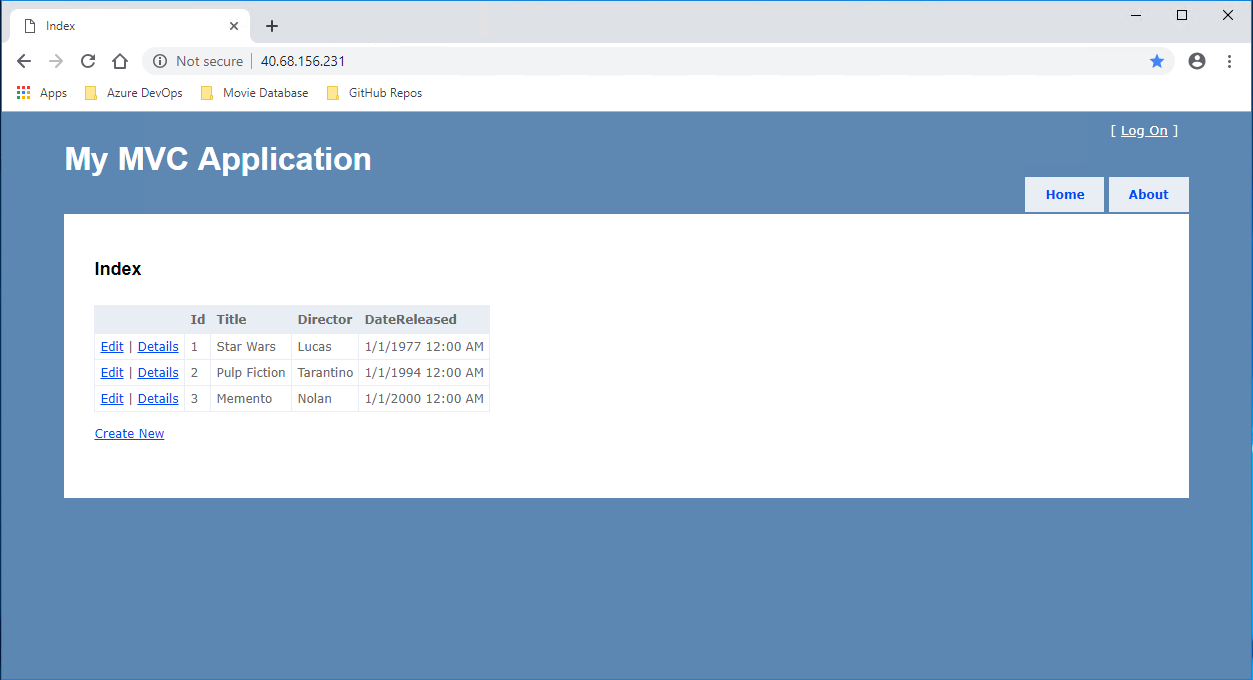 Index
Not secure 40.68.156.231
Apps Azure DevOps Movie Database GitHub Repos
[ Log On ]
My MVC Application
Home About
Index
Id Title Director DateReleased
Edit | Details 1 Star Wars Lucas 1/1/1977 12:00 AM
Edit | Details 2 Pulp Fiction Tarantino 1/1/1994 12:00 AM
Edit | Details 3 Memento Nolan 1/1/2000 12:00 AM
Create New